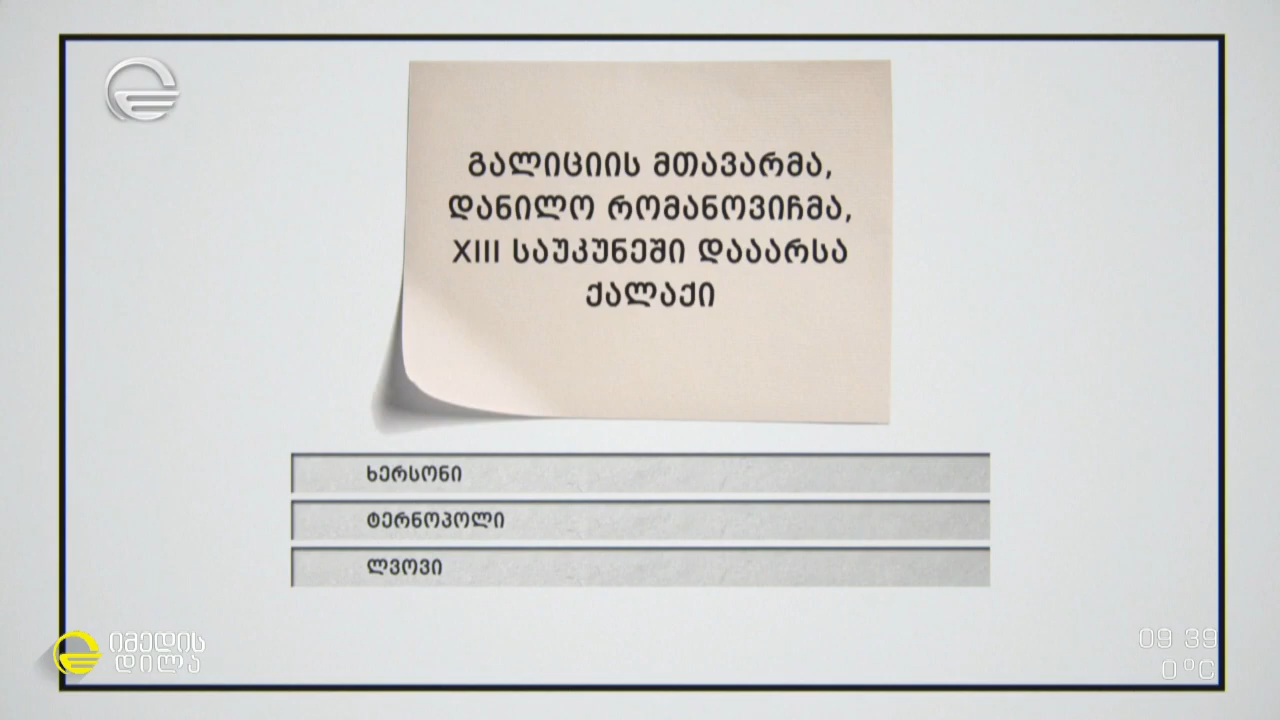 გალიციის მთავარმა,
დანილო რომანოვიჩმა,
XIII საუკუნეში დააარსა
ქალაქი
ხერსონი
ტერნოპოლი
ლვოვი
იმედის
დილა
09 39
0°C